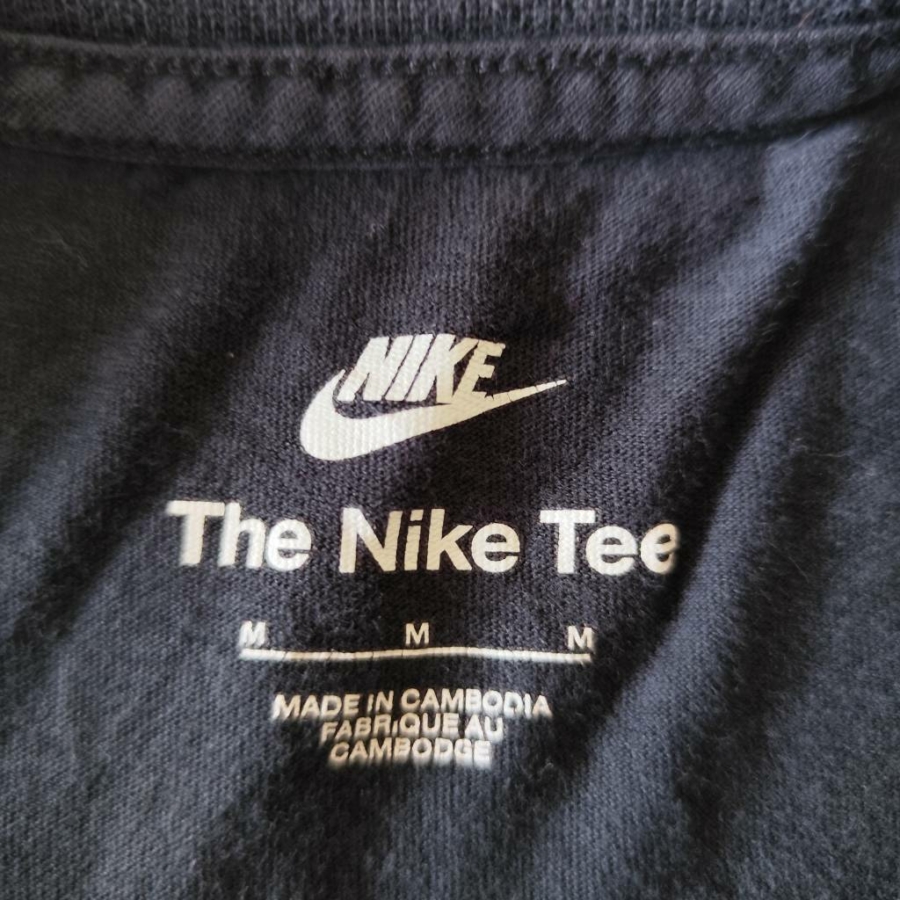 NIKE
The Nike Tee
M M M
MADE IN CAMBODIA
FABRIQUE AU
CAMBODGE